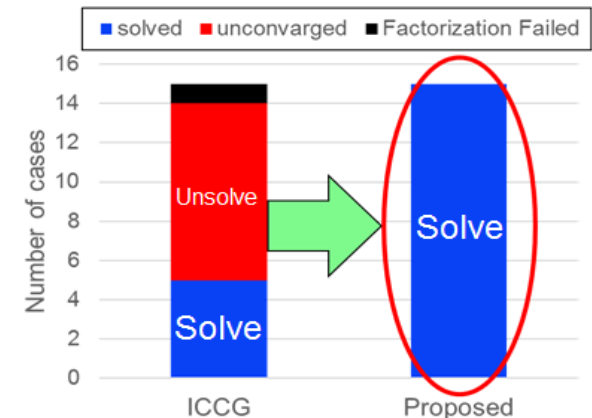 solved unconvarged Factorization Failed
16
14
12
10
8
6
4
2
0
Number of cases
Unsolve
Solve
Solve
ICCG Proposed